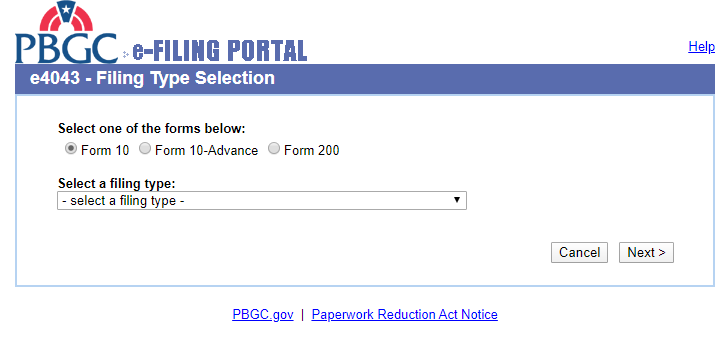 PBGC e-FILING PORTAL
Help
e4043 - Filing Type Selection
Select one of the forms below:
Form 10 Form 10-Advance Form 200
Select a filing type:
- select a filing type -
Cancel Next >
PBGC.gov | Paperwork Reduction Act Notice